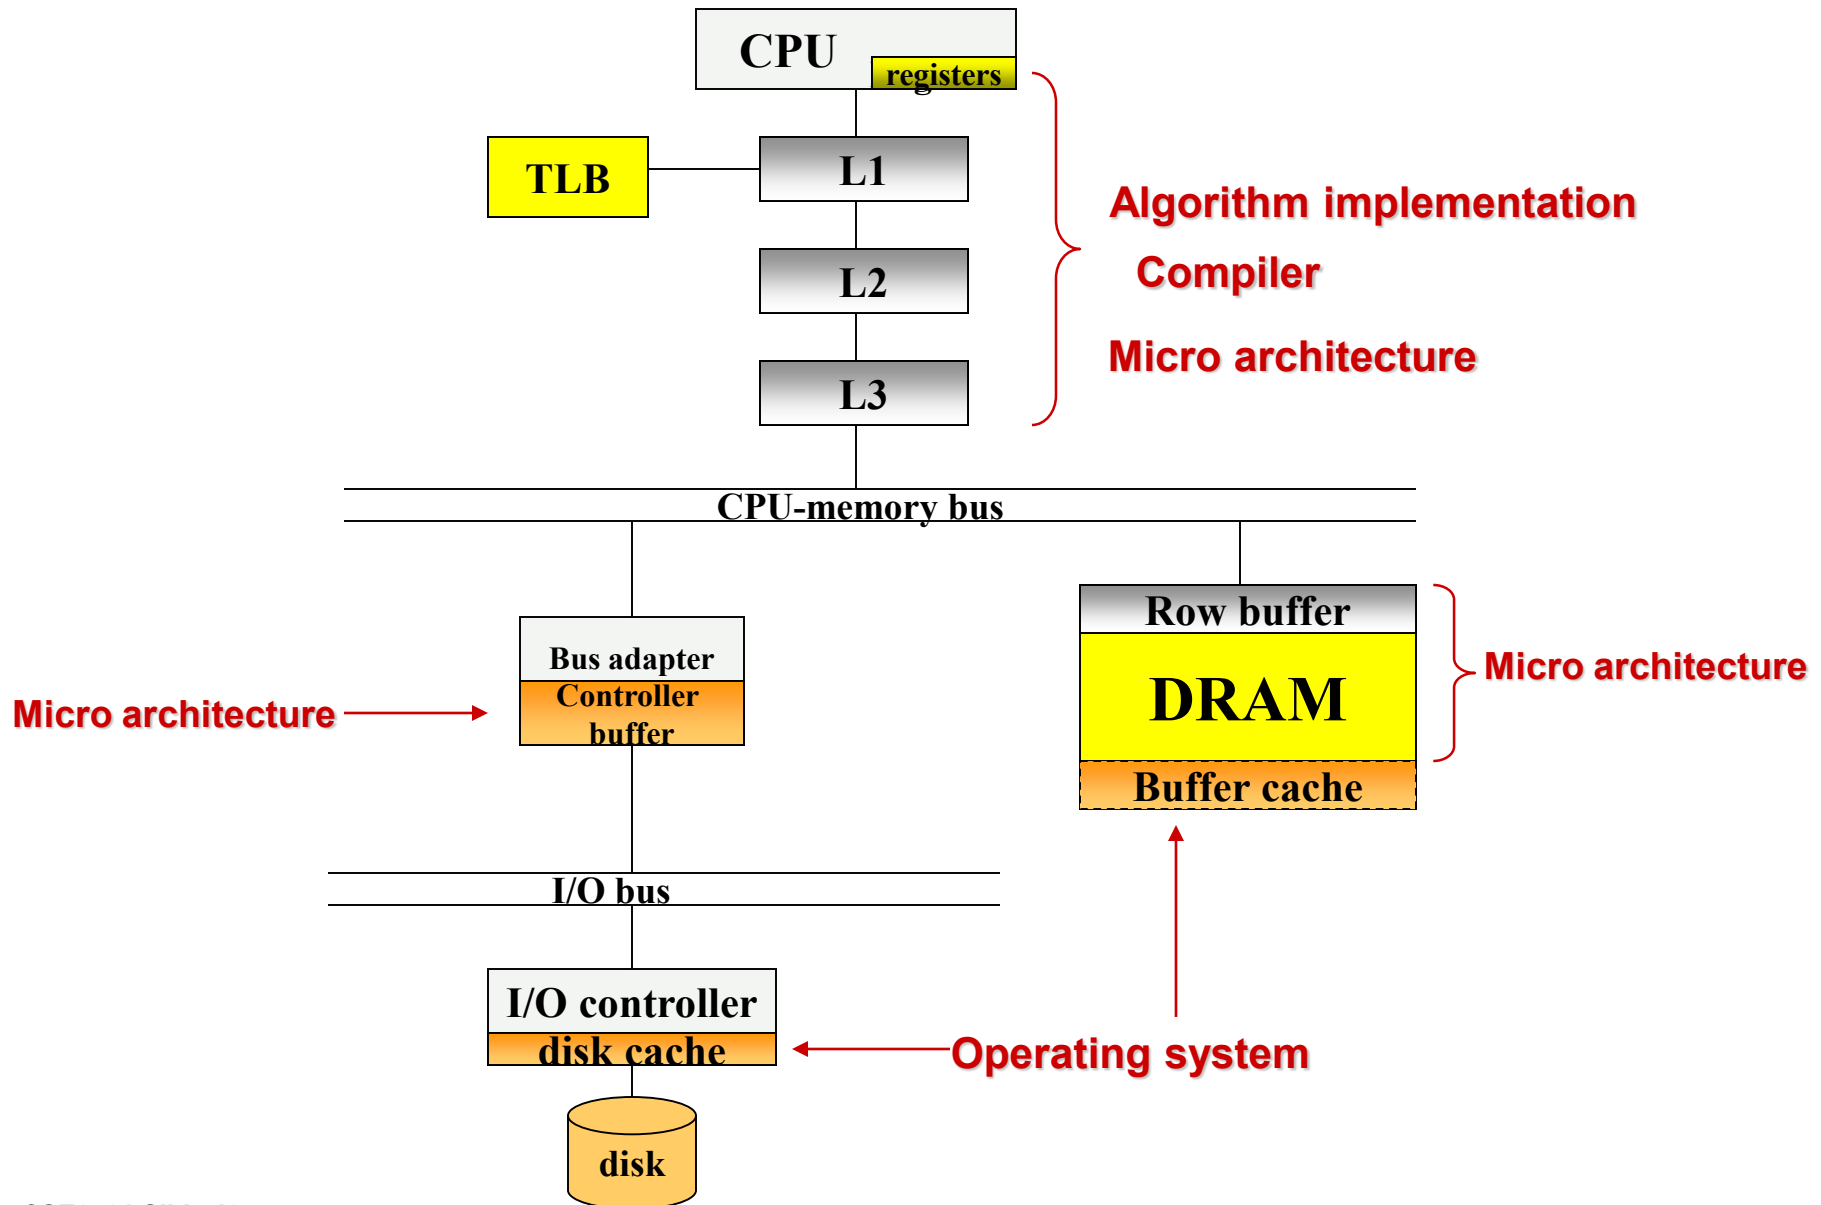 CPU
registers
TLB
L1
L2
L3
Algorithm implementation
Compiler
Micro architecture
CPU-memory bus
Bus adapter
Controller
buffer
Micro architecture
Row buffer
DRAM
Buffer cache
Micro architecture
I/O bus
I/O controller
disk cache
Operating system
disk